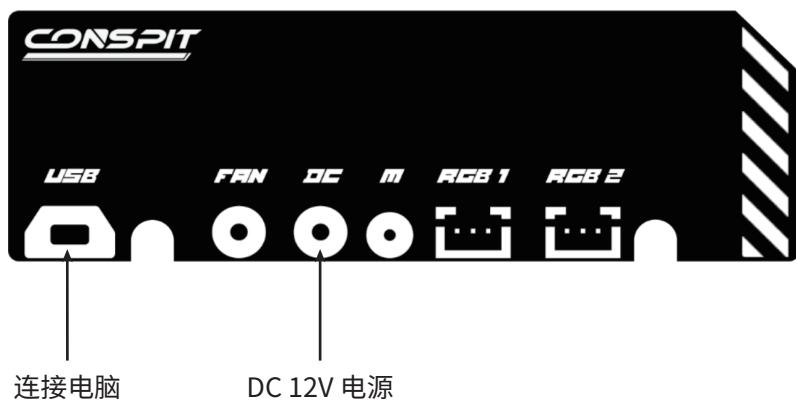 CONSPIT
USB FAN DC M RGB 1 RGB 2
连接电脑 DC 12V 电源